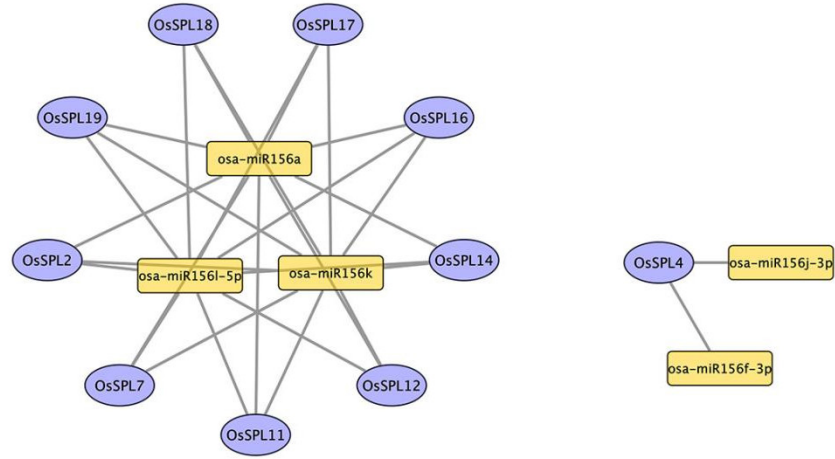 OsSPL18
OsSPL17
OsSPL19
OsSPL16
osa-miR156a
OsSPL2
osa-miR156l-5p
osa-miR156k
OsSPL14
OsSPL4
osa-miR156j-3p
OsSPL7
OsSPL12
osa-miR156f-3p
OsSPL11